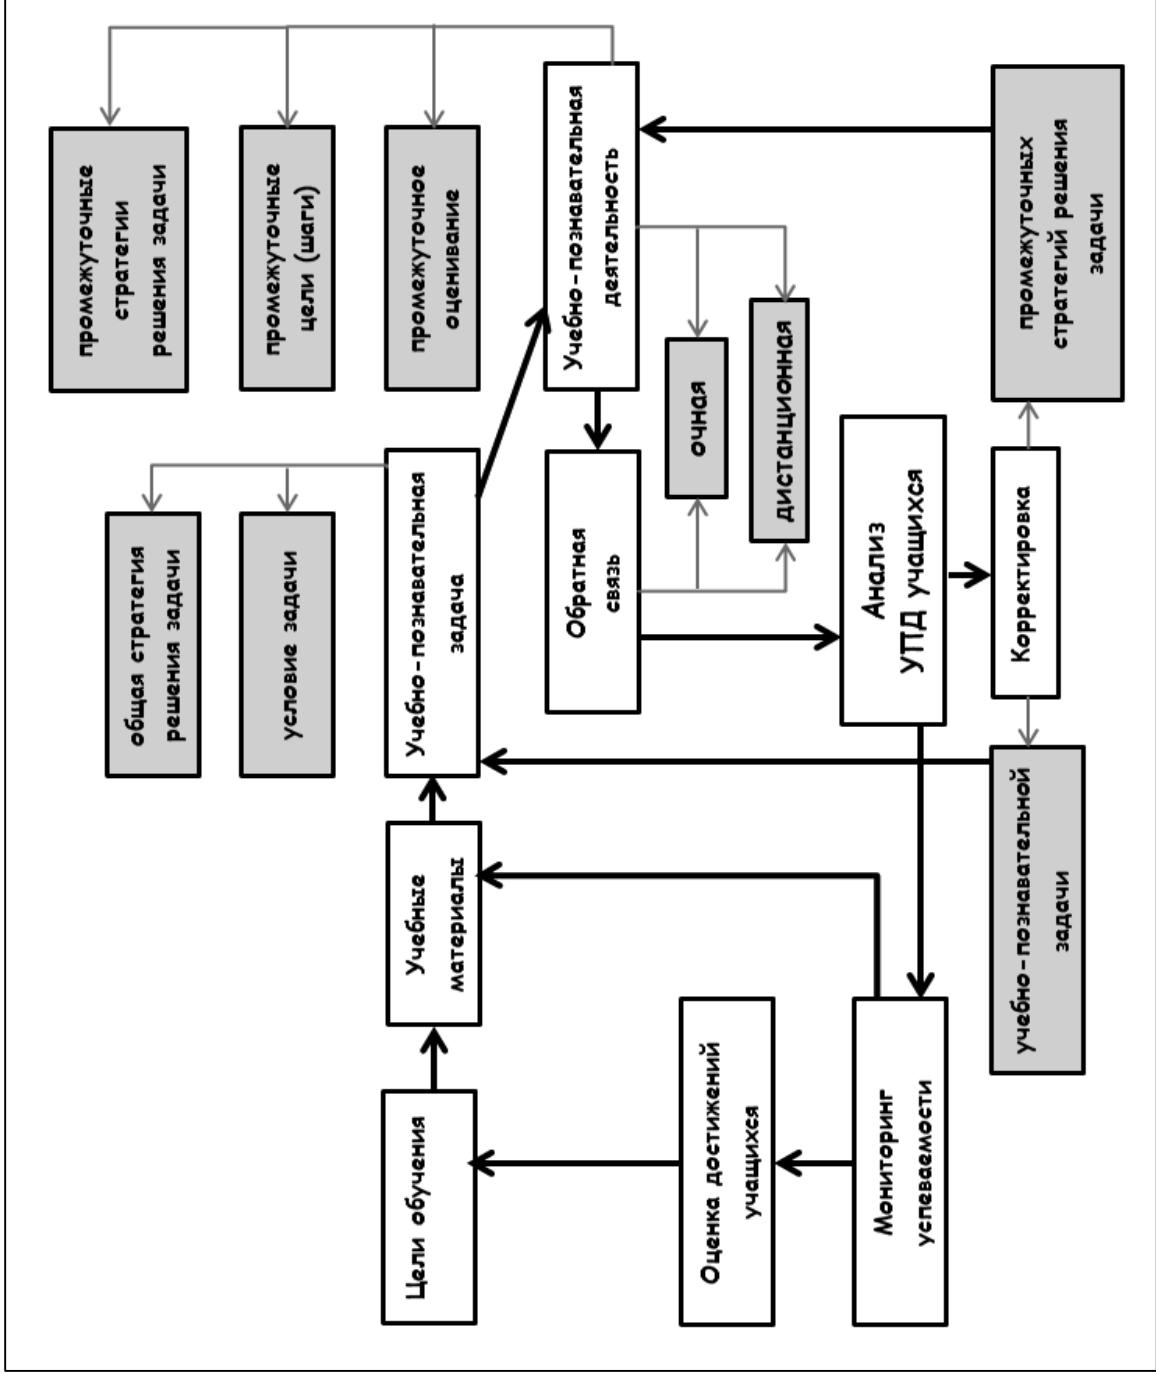 общая стратегия
решения задачи
промежуточные
стратегии
решения задачи
условие задачи
промежуточные
цели (шаги)
Цели обучения
Учебные
материалы
Учебно-познавательная
задача
промежуточное
оценивание
Обратная
связь
Учебно-познавательная
деятельность
Оценка достижений
учащихся
очная
дистанционная
Мониторинг
успеваемости
Анализ
УПД учащихся
учебно-познавательной
задачи
Корректировка
промежуточных
стратегий решения
задачи